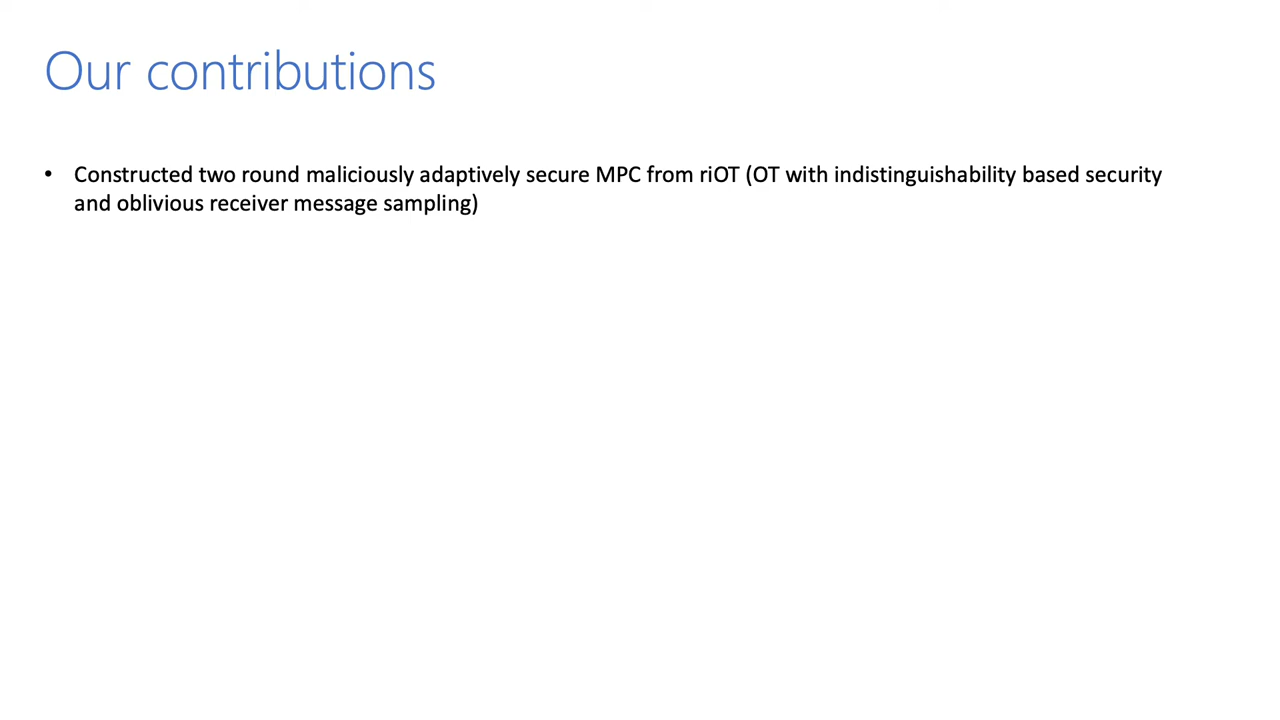 Our contributions
• Constructed two round maliciously adaptively secure MPC from riOT (OT with indistinguishability based security
and oblivious receiver message sampling)